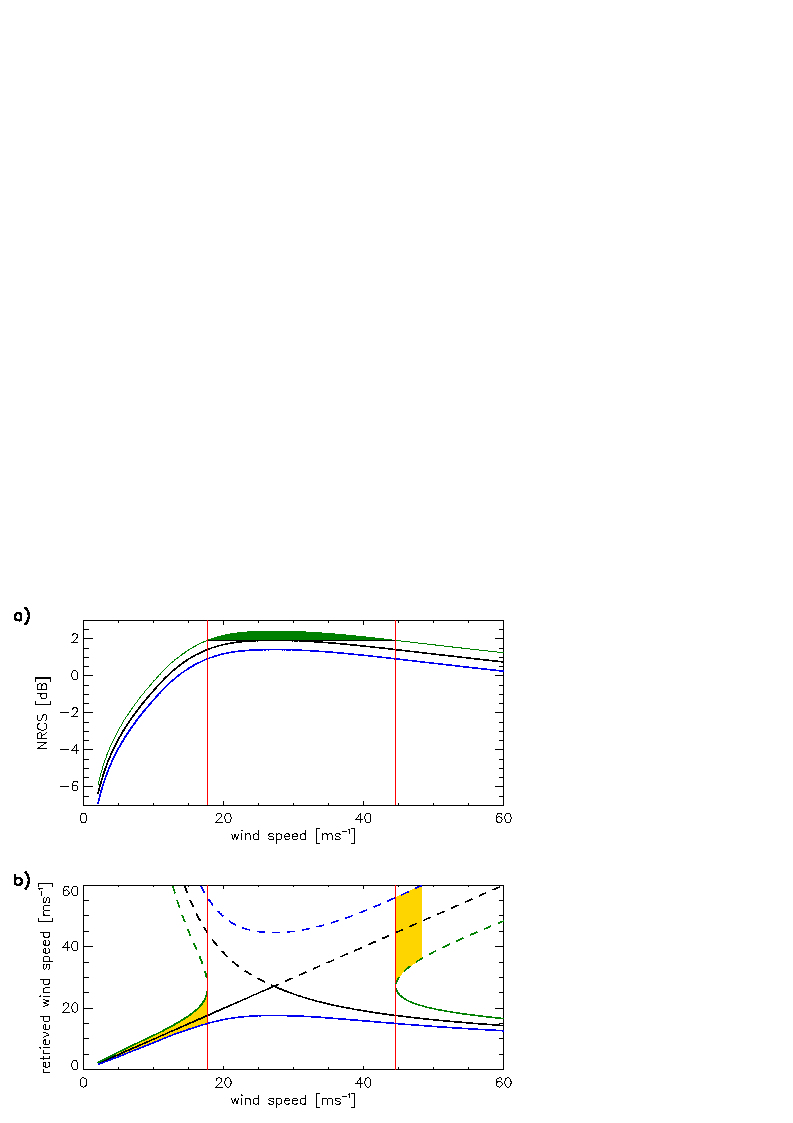 a)
NRCS [dB]
2
0
−2
−4
−6
0 20 40 60
wind speed [ms⁻¹]
b)
retrieved wind speed [ms⁻¹]
60
40
20
0
0 20 40 60
wind speed [ms⁻¹]